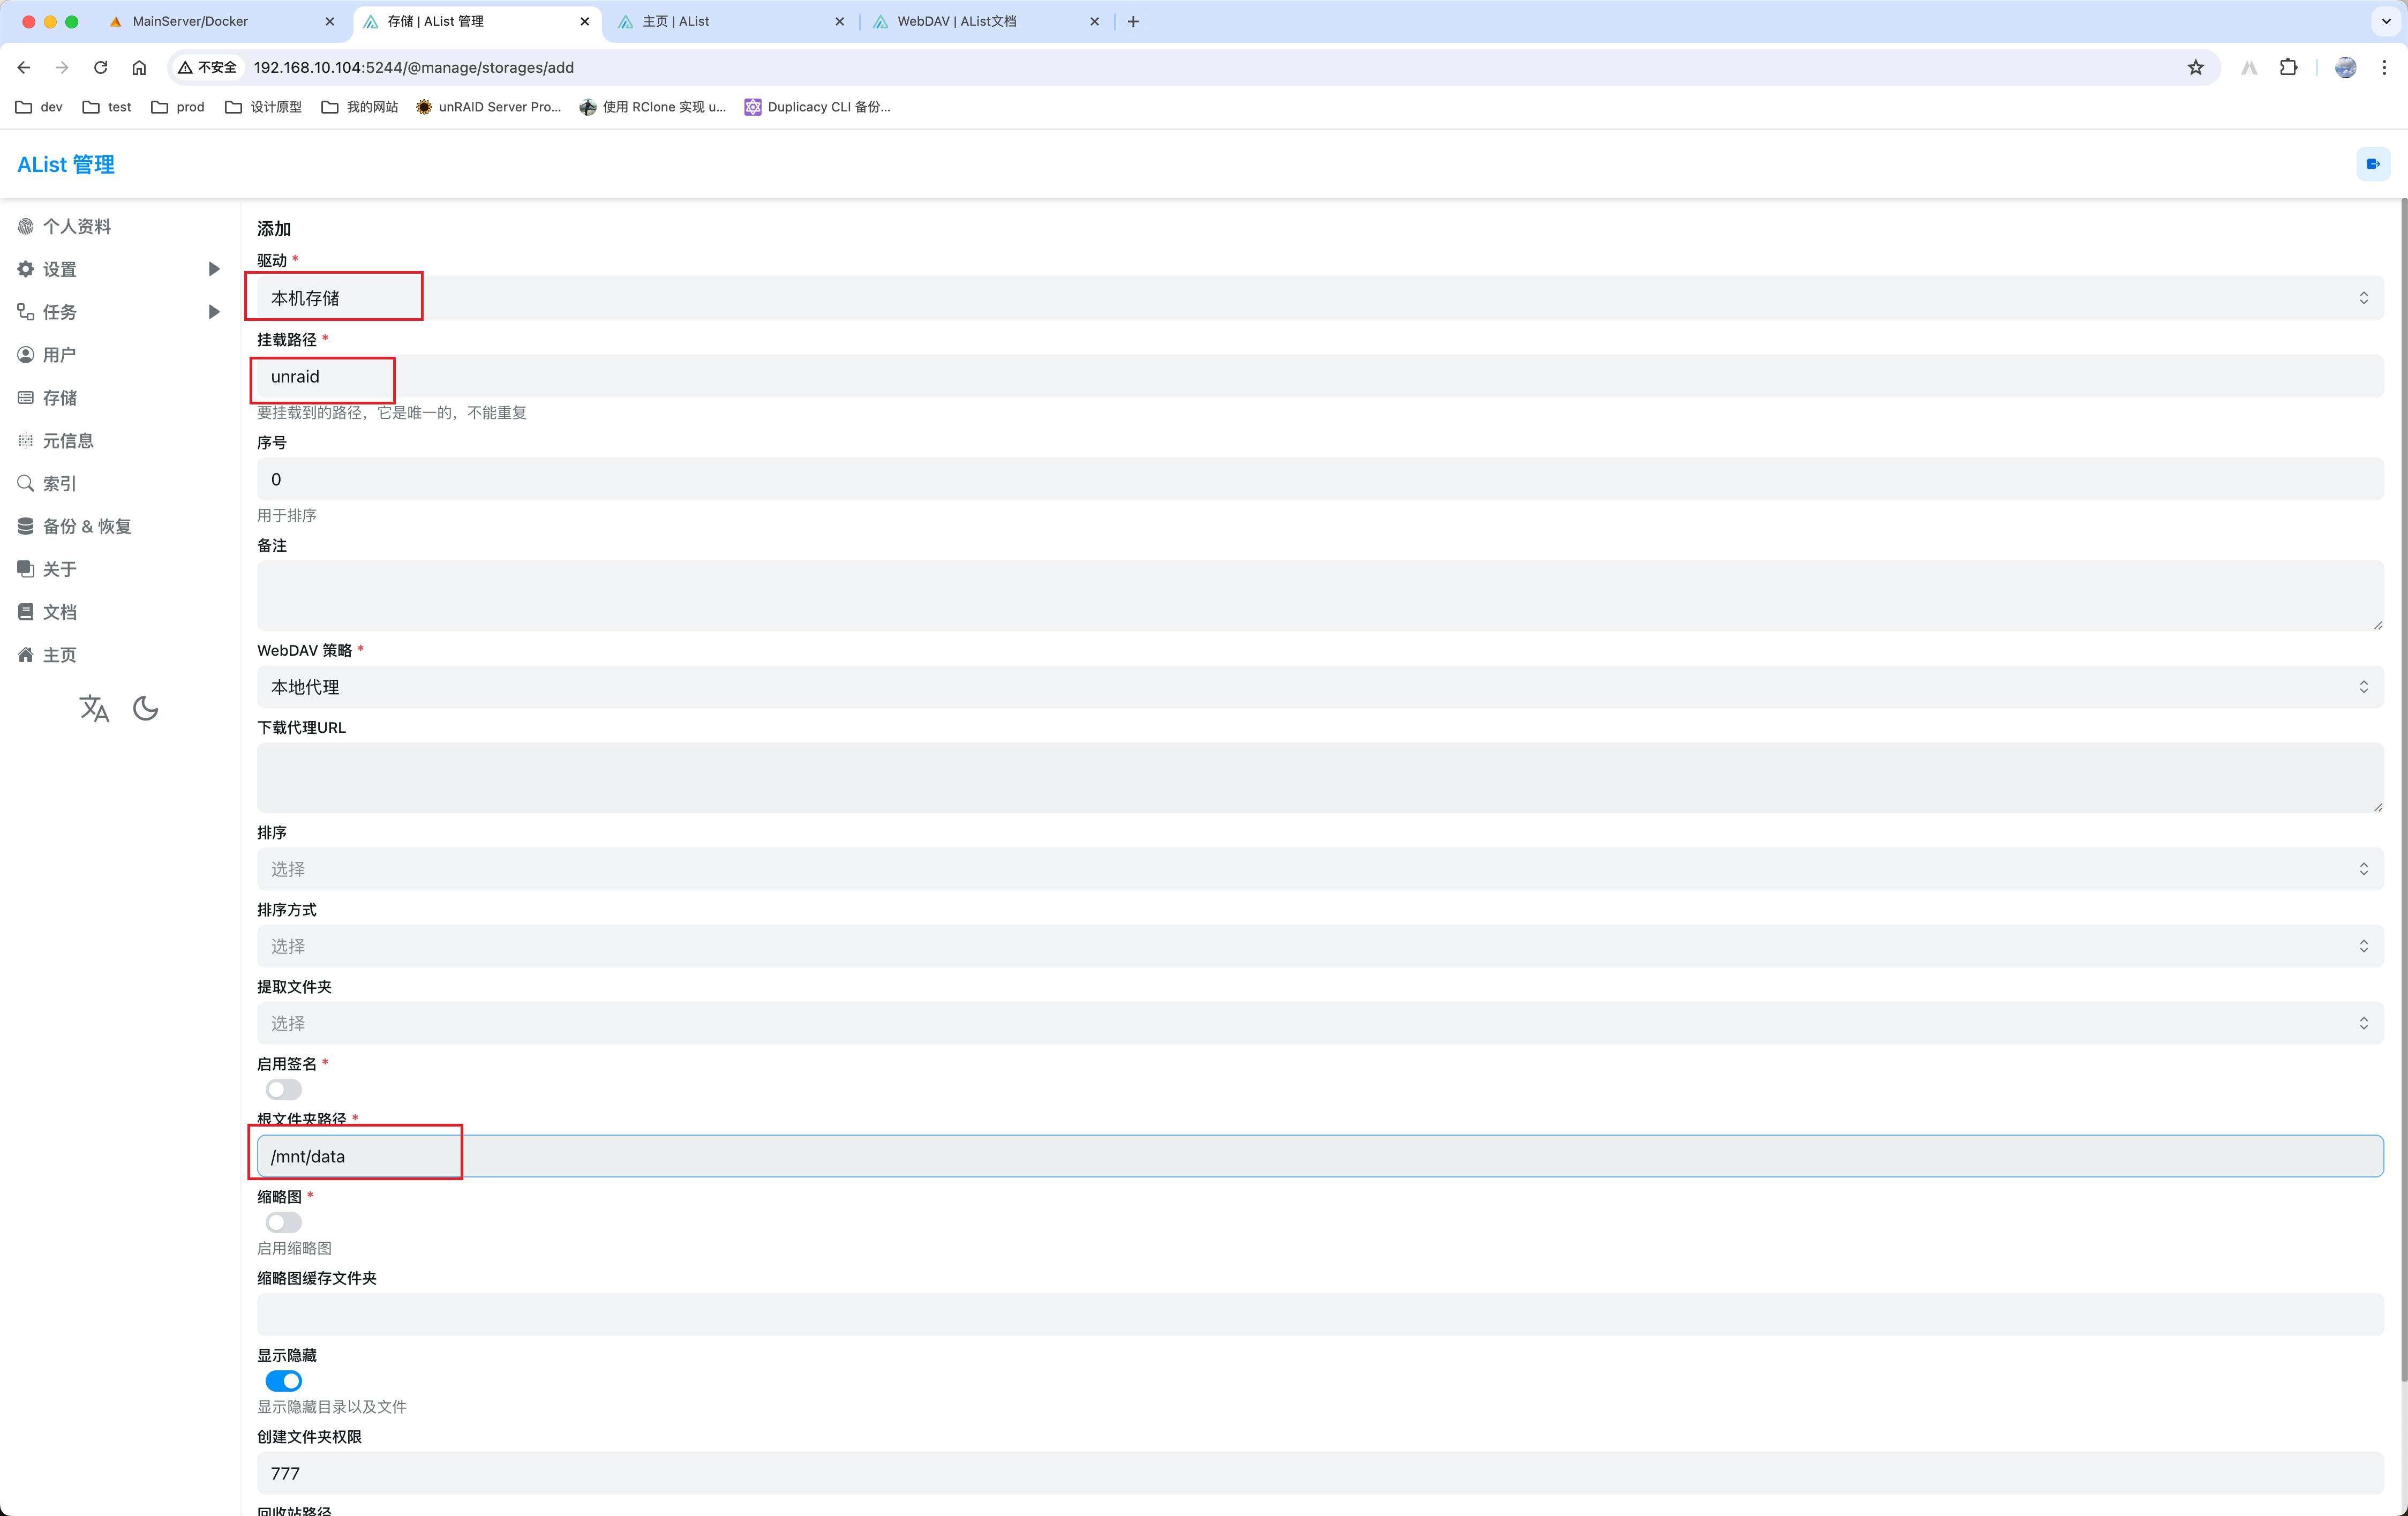 MainServer/Docker
存储 | AList 管理
主页 | AList
WebDAV | AList文档
不安全
192.168.10.104:5244/@manage/storages/add
dev
test
prod
设计原型
我的网站
unRAID Server Pro...
使用 RClone 实现 u...
Duplicacy CLI 备份...
AList 管理
个人资料
设置
任务
用户
存储
元信息
索引
备份 & 恢复
关于
文档
主页
添加
驱动 *
本机存储
挂载路径 *
unraid
要挂载到的路径，它是唯一的，不能重复
序号
0
用于排序
备注
WebDAV 策略 *
本地代理
下载代理URL
排序
选择
排序方式
选择
提取文件夹
选择
启用签名 *
根文件夹路径 *
/mnt/data
缩略图 *
启用缩略图
缩略图缓存文件夹
显示隐藏
显示隐藏目录以及文件
创建文件夹权限
777
回收站路径